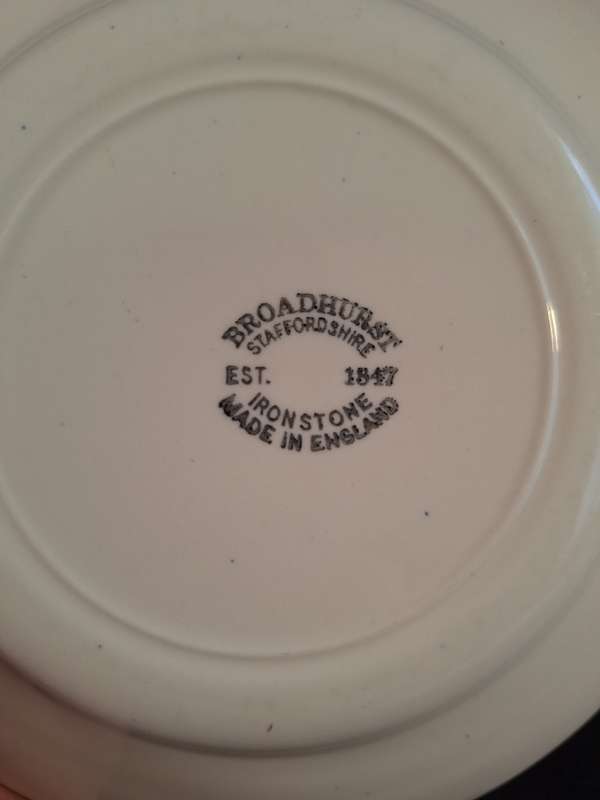 BROADHURST
STAFFORDSHIRE
EST. 1847
IRONSTONE
MADE IN ENGLAND